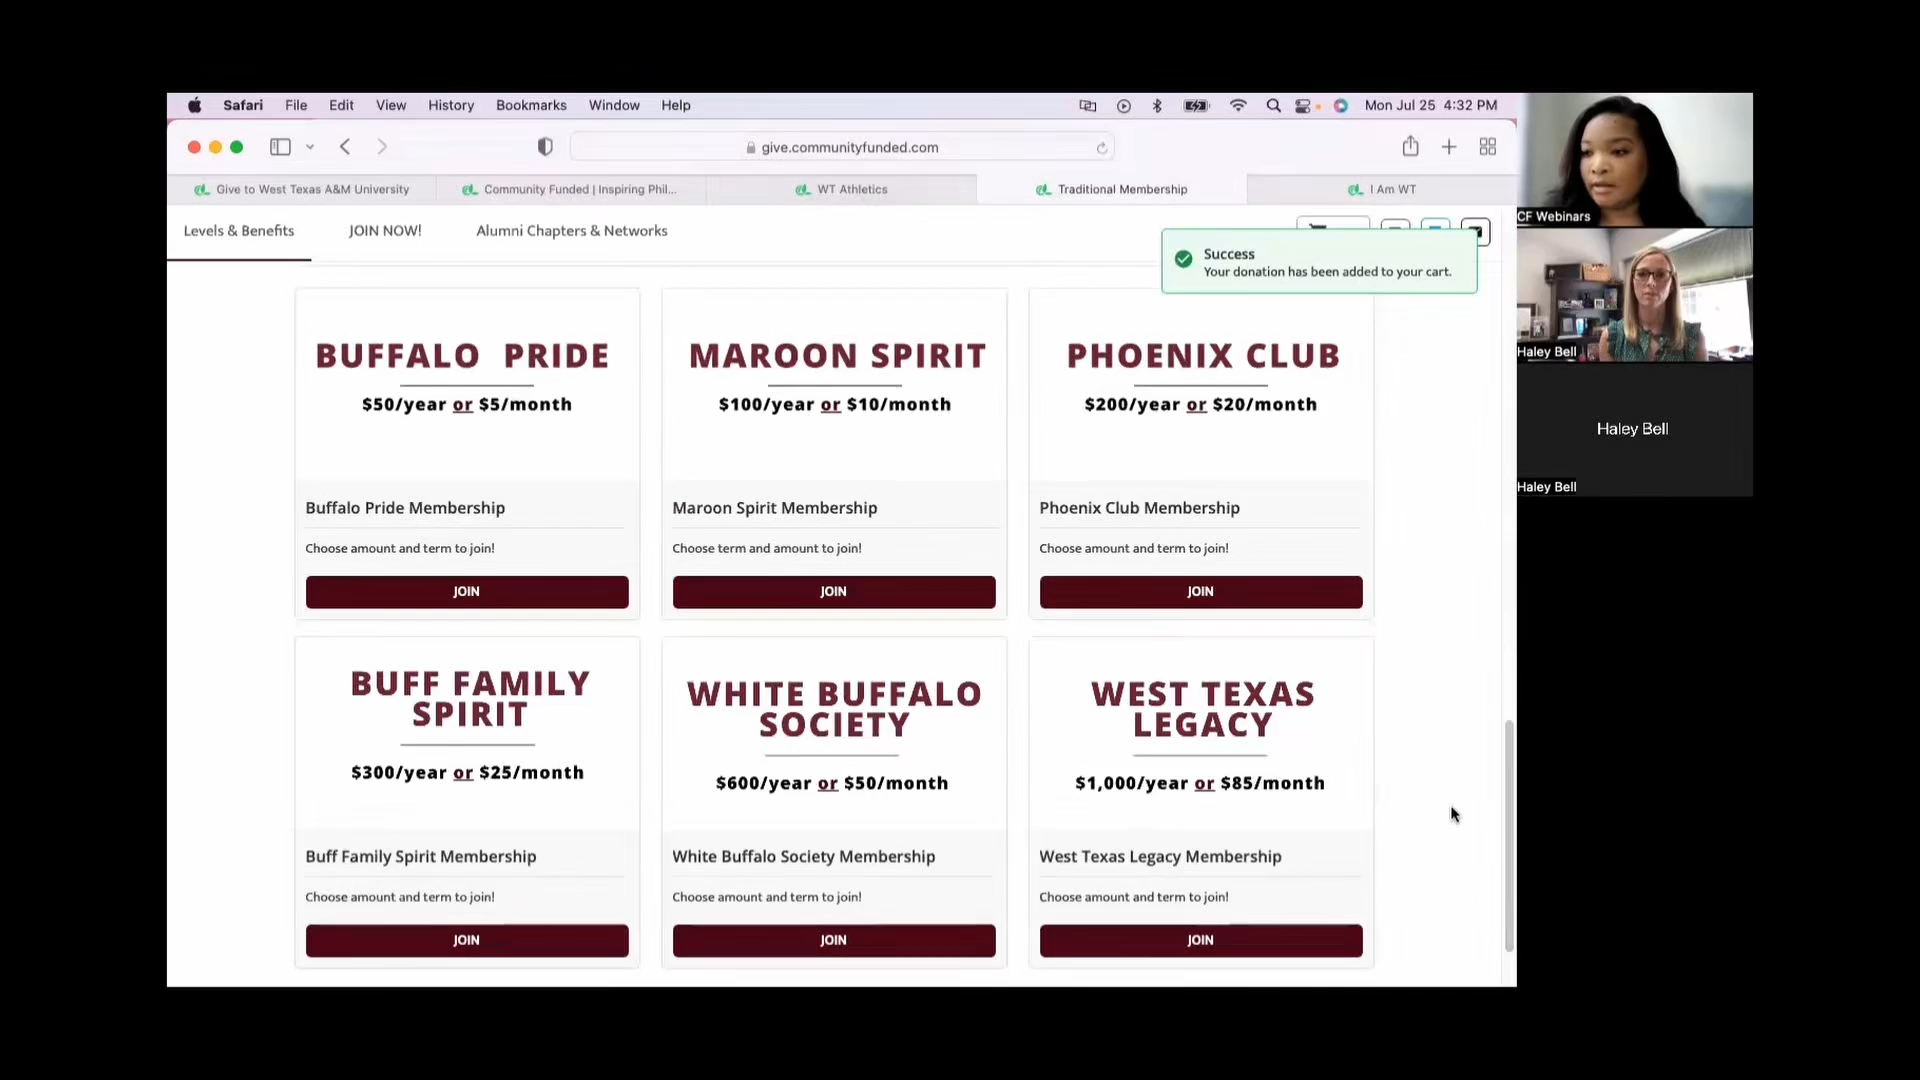 Safari File Edit View History Bookmarks Window Help Mon Jul 25 4:32 PM
give.communityfunded.com
Give to West Texas A&M University
Community Funded | Inspiring Phil...
WT Athletics
Traditional Membership
I Am WT
Levels & Benefits
JOIN NOW!
Alumni Chapters & Networks
Success
Your donation has been added to your cart.
BUFFALO PRIDE
$50/year or $5/month
Buffalo Pride Membership
Choose amount and term to join!
JOIN
MAROON SPIRIT
$100/year or $10/month
Maroon Spirit Membership
Choose term and amount to join!
JOIN
PHOENIX CLUB
$200/year or $20/month
Phoenix Club Membership
Choose amount and term to join!
JOIN
BUFF FAMILY
SPIRIT
$300/year or $25/month
Buff Family Spirit Membership
Choose amount and term to join!
JOIN
WHITE BUFFALO
SOCIETY
$600/year or $50/month
White Buffalo Society Membership
Choose amount and term to join!
JOIN
WEST TEXAS
LEGACY
$1,000/year or $85/month
West Texas Legacy Membership
Choose amount and term to join!
JOIN
CF Webinars
Haley Bell
Haley Bell
Haley Bell